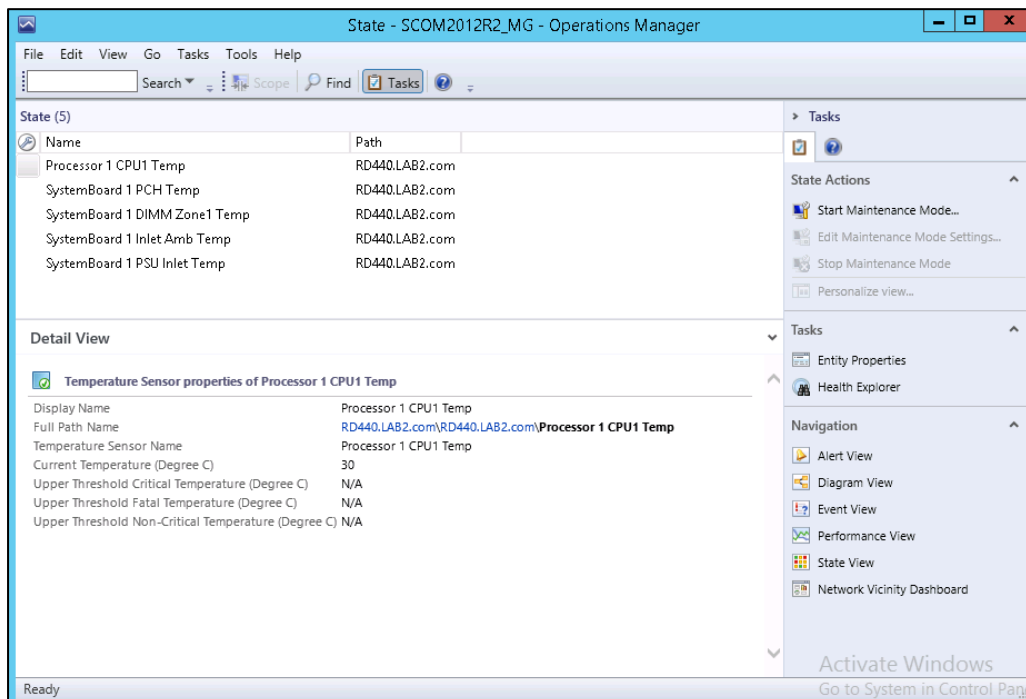 State - SCOM2012R2_MG - Operations Manager
File Edit View Go Tasks Tools Help
Search Scope Find Tasks
State (5)
Name Path
Processor 1 CPU1 Temp RD440.LAB2.com
SystemBoard 1 PCH Temp RD440.LAB2.com
SystemBoard 1 DIMM Zone1 Temp RD440.LAB2.com
SystemBoard 1 Inlet Amb Temp RD440.LAB2.com
SystemBoard 1 PSU Inlet Temp RD440.LAB2.com
Detail View
Temperature Sensor properties of Processor 1 CPU1 Temp
Display Name Processor 1 CPU1 Temp
Full Path Name RD440.LAB2.com\RD440.LAB2.com\Processor 1 CPU1 Temp
Temperature Sensor Name Processor 1 CPU1 Temp
Current Temperature (Degree C) 30
Upper Threshold Critical Temperature (Degree C) N/A
Upper Threshold Fatal Temperature (Degree C) N/A
Upper Threshold Non-Critical Temperature (Degree C) N/A
Tasks
State Actions
Start Maintenance Mode...
Edit Maintenance Mode Settings...
Stop Maintenance Mode
Personalize view...
Tasks
Entity Properties
Health Explorer
Navigation
Alert View
Diagram View
Event View
Performance View
State View
Network Vicinity Dashboard
Activate Windows
Go to System in Control Pan
Ready